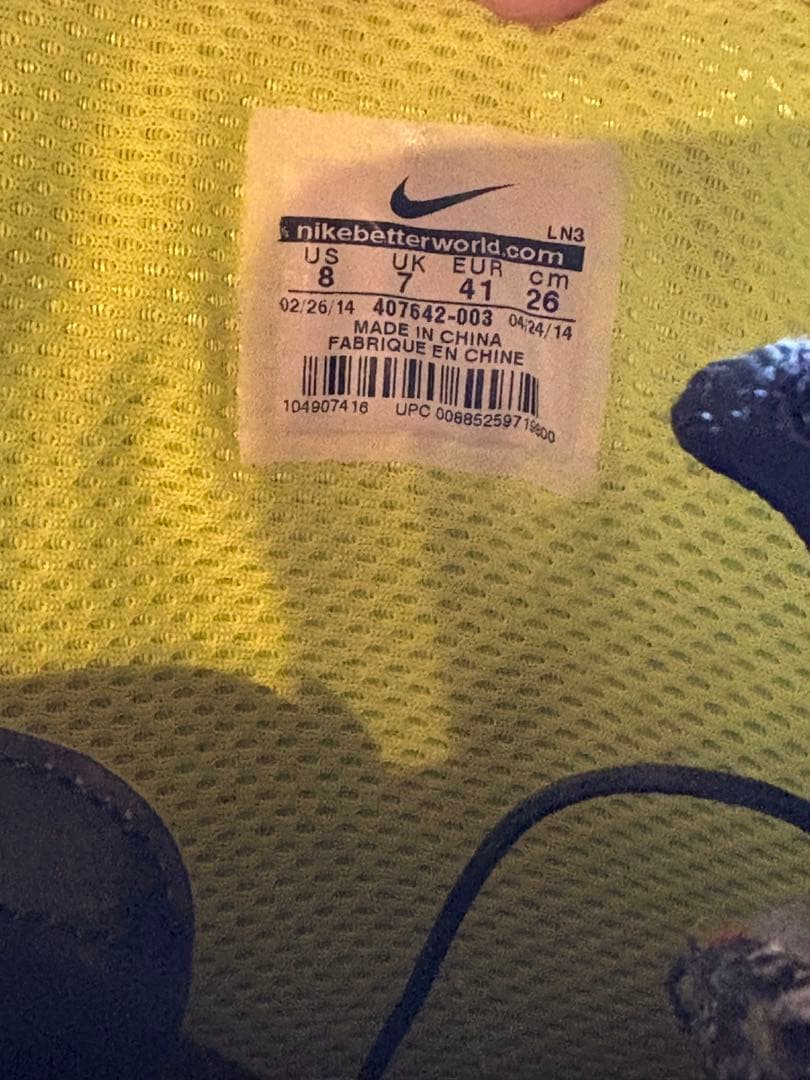 LN3
nikebetterworld.com
US UK EUR cm
8 7 41 26
02/26/14 407642-003 04/24/14
MADE IN CHINA
FABRIQUE EN CHINE
104907416 UPC 00885259719800